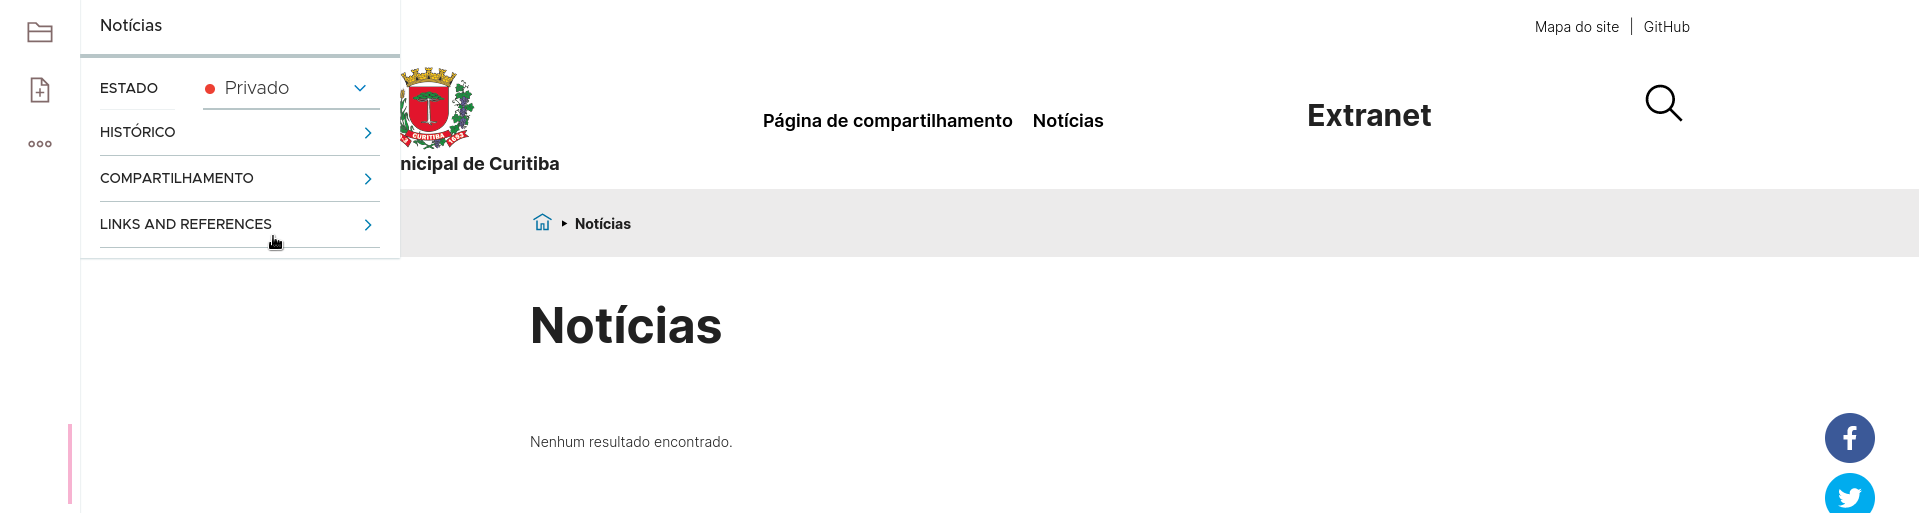 Notícias
ESTADO
Privado
HISTÓRICO
COMPARTILHAMENTO
LINKS AND REFERENCES
Mapa do site | GitHub
CURITIBA
nicipal de Curitiba
Página de compartilhamento Notícias
Extranet
Notícias
Notícias
Nenhum resultado encontrado.